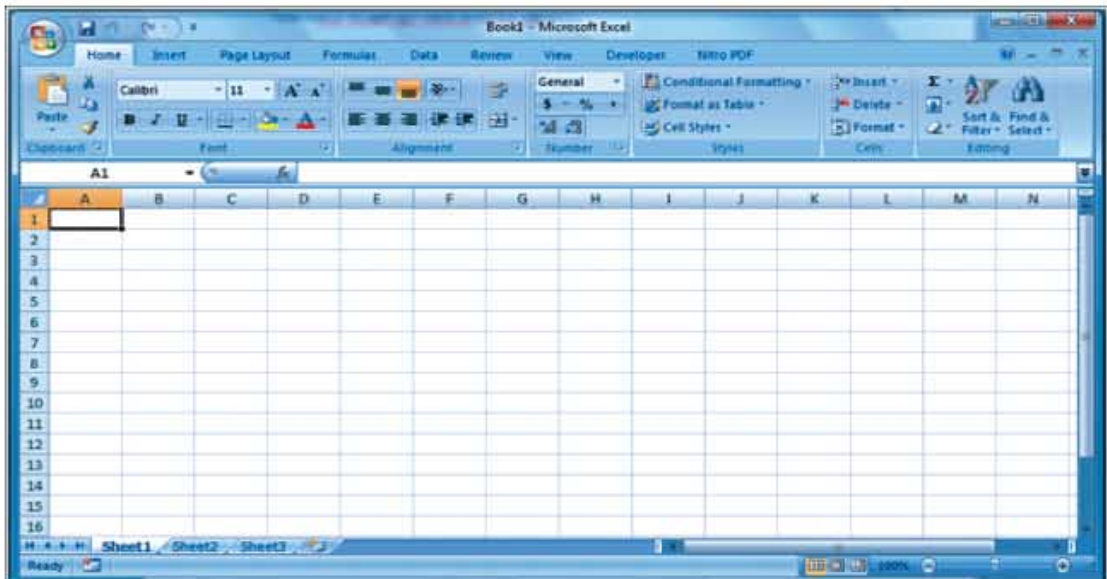 Book1 - Microsoft Excel
Home Insert Page Layout Formulas Data Review View Developer Nitro PDF
Paste Calibri 11 A A General Conditional Formatting Insert Σ
B I U A $ % , Format as Table Delete Sort & Find &
Cell Styles Format Filter Select
Clipboard Font Alignment Number Styles Cells Editing
A1 fx
A B C D E F G H I J K L M N
1
2
3
4
5
6
7
8
9
10
11
12
13
14
15
16
Sheet1 Sheet2 Sheet3
Ready 100%